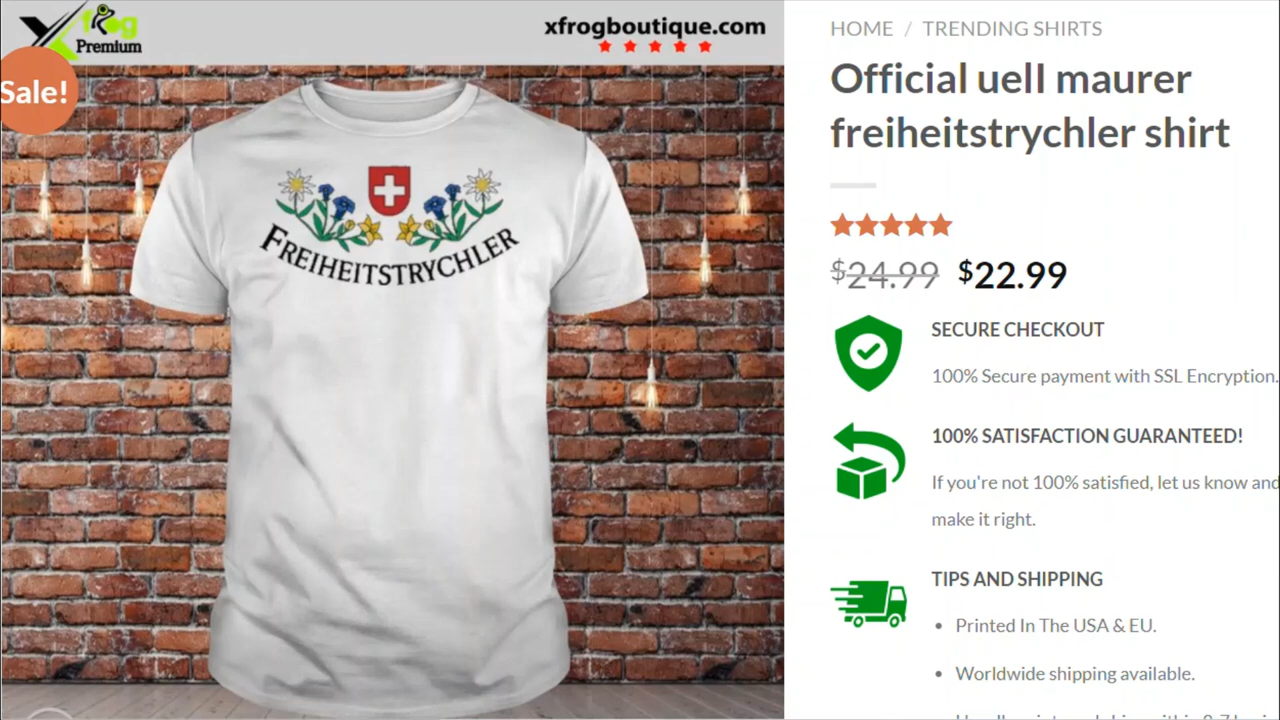 Xfrog
Premium
xfrogboutique.com
Sale!
FREIHEITSTRYCHLER
HOME / TRENDING SHIRTS
Official uell maurer
freiheitstrychler shirt
$24.99 $22.99
SECURE CHECKOUT
100% Secure payment with SSL Encryption.
100% SATISFACTION GUARANTEED!
If you're not 100% satisfied, let us know and
make it right.
TIPS AND SHIPPING
• Printed In The USA & EU.
• Worldwide shipping available.